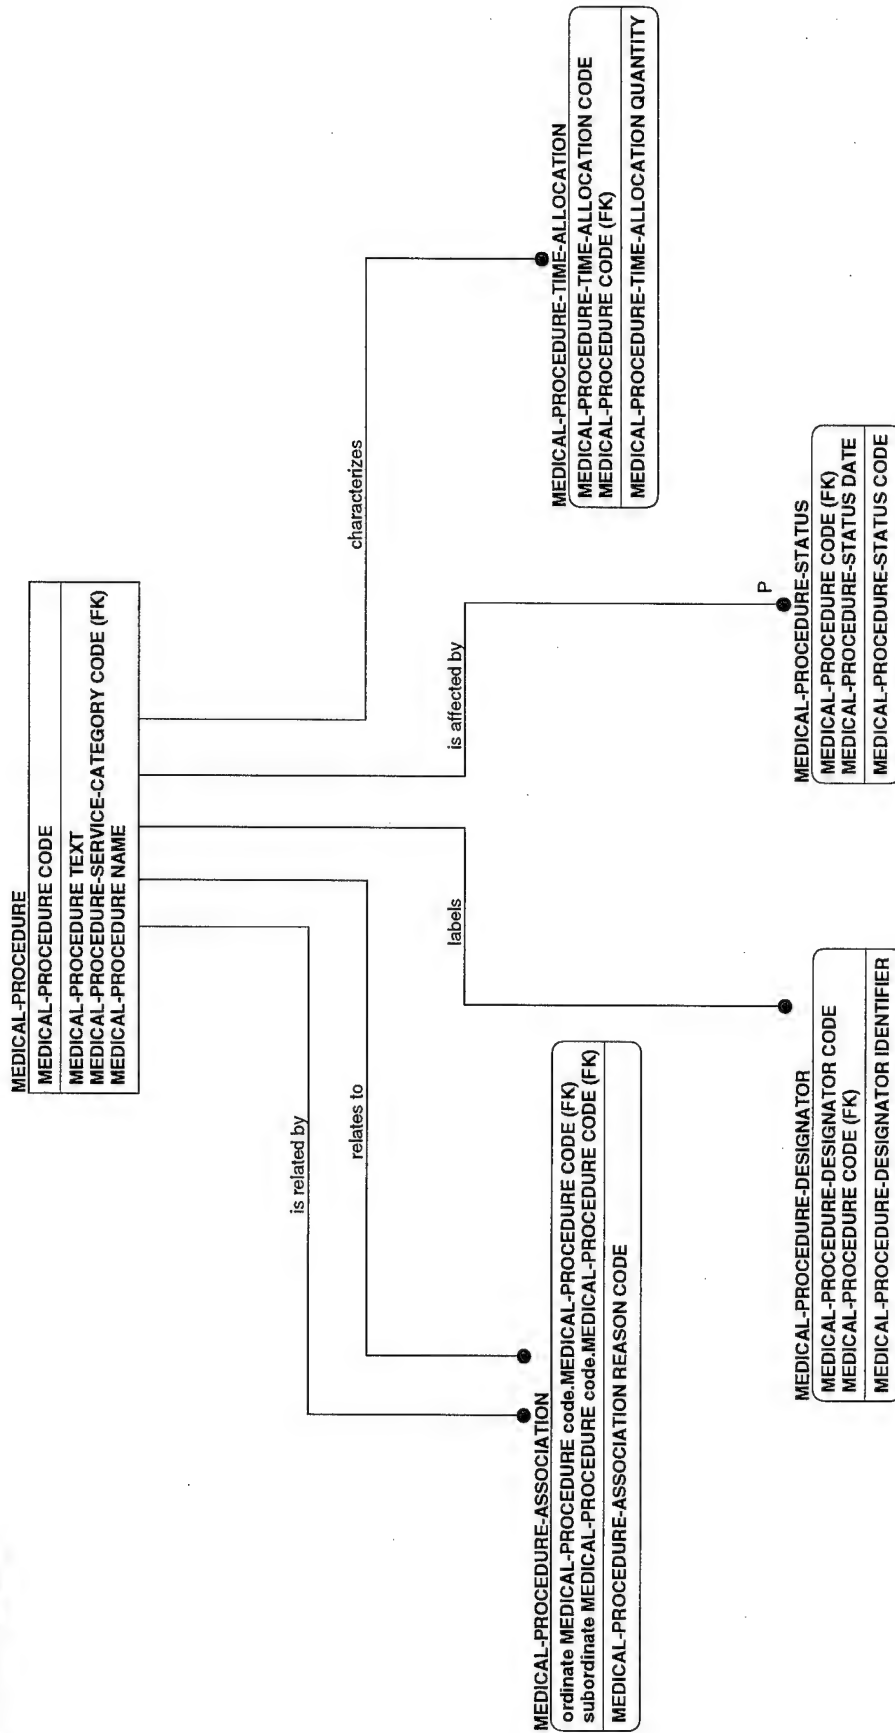 MEDICAL-PROCEDURE
MEDICAL-PROCEDURE CODE
MEDICAL-PROCEDURE TEXT
MEDICAL-PROCEDURE-SERVICE-CATEGORY CODE (FK)
MEDICAL-PROCEDURE NAME
is related by
relates to
labels
is affected by
characterizes
MEDICAL-PROCEDURE-ASSOCIATION
ordinate MEDICAL-PROCEDURE code.MEDICAL-PROCEDURE CODE (FK)
subordinate MEDICAL-PROCEDURE code.MEDICAL-PROCEDURE CODE (FK)
MEDICAL-PROCEDURE-ASSOCIATION REASON CODE
MEDICAL-PROCEDURE-TIME-ALLOCATION
MEDICAL-PROCEDURE-TIME-ALLOCATION CODE
MEDICAL-PROCEDURE CODE (FK)
MEDICAL-PROCEDURE-TIME-ALLOCATION QUANTITY
MEDICAL-PROCEDURE-DESIGNATOR
MEDICAL-PROCEDURE-DESIGNATOR CODE
MEDICAL-PROCEDURE CODE (FK)
MEDICAL-PROCEDURE-DESIGNATOR IDENTIFIER
P
MEDICAL-PROCEDURE-STATUS
MEDICAL-PROCEDURE CODE (FK)
MEDICAL-PROCEDURE-STATUS DATE
MEDICAL-PROCEDURE-STATUS CODE